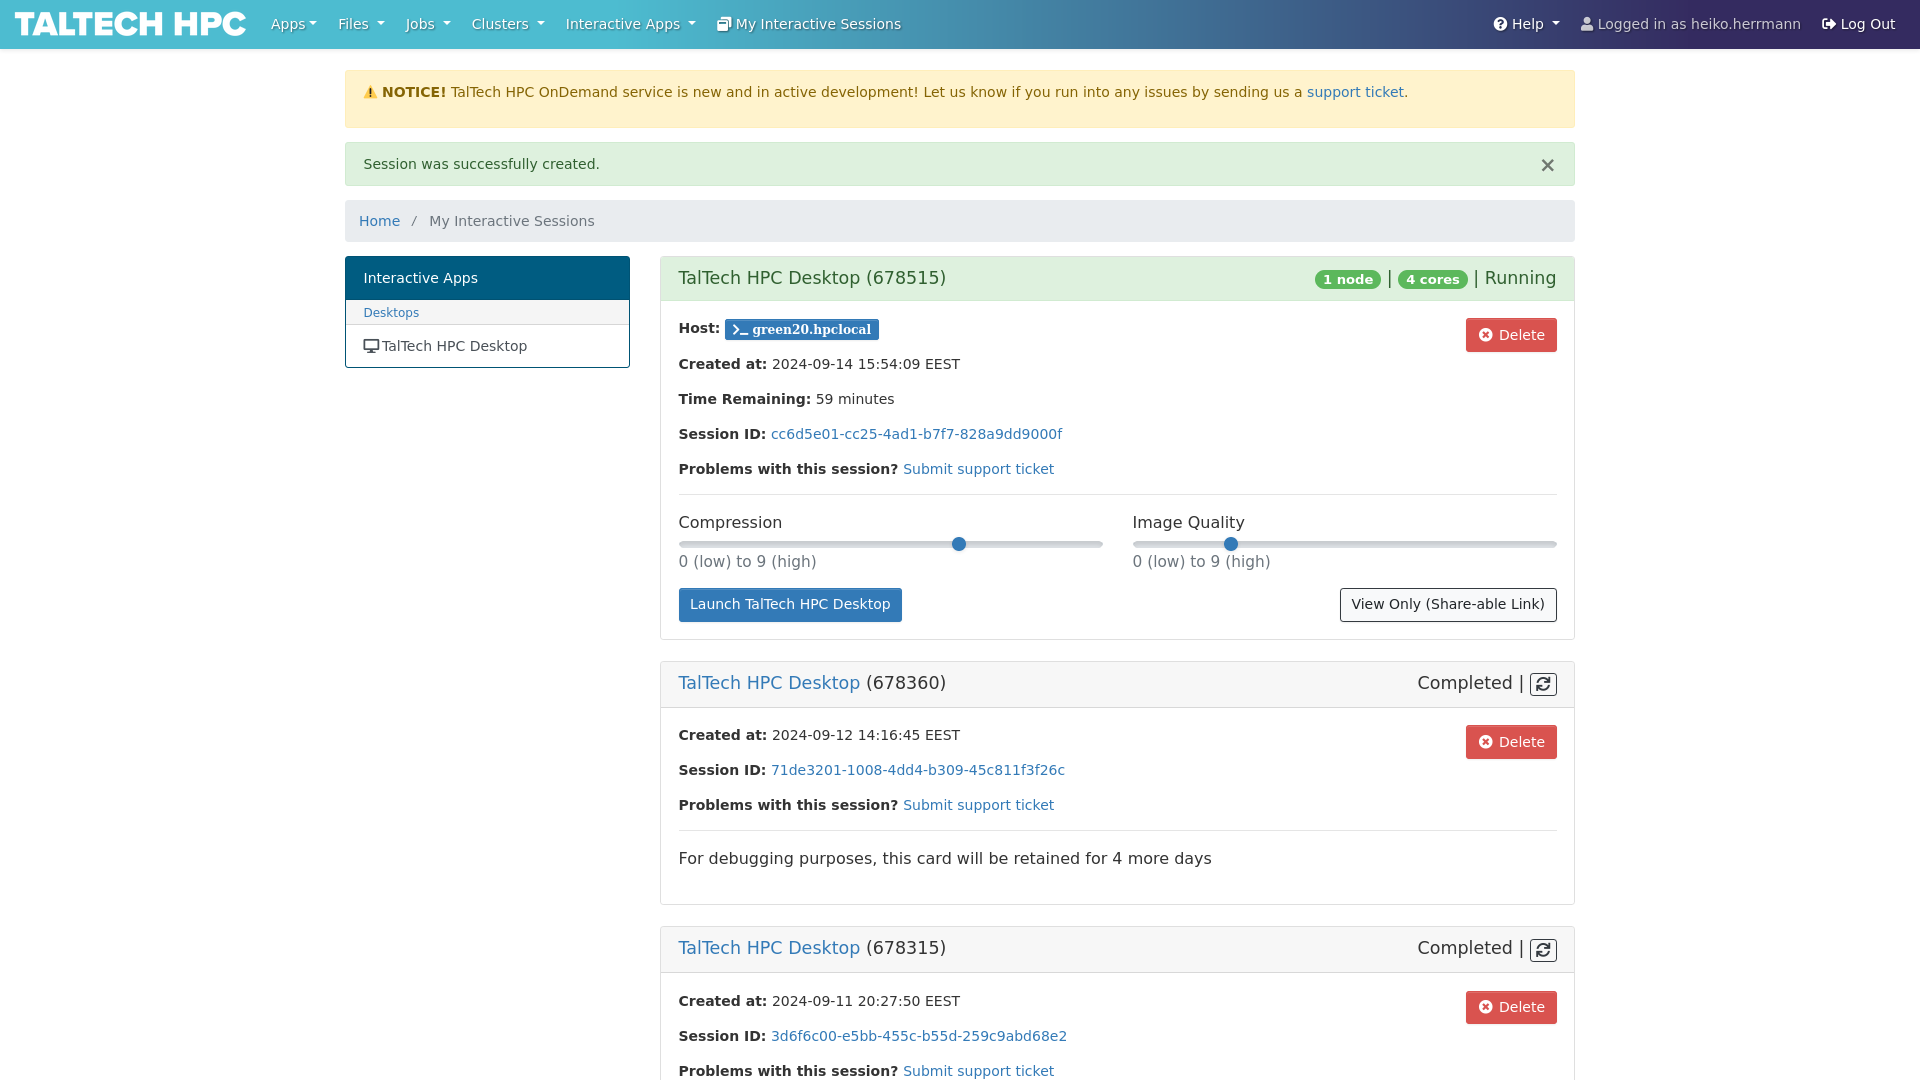 TALTECH HPC Apps Files Jobs Clusters Interactive Apps My Interactive Sessions Help Logged in as heiko.herrmann Log Out
NOTICE! TalTech HPC OnDemand service is new and in active development! Let us know if you run into any issues by sending us a support ticket.
Session was successfully created. ×
Home / My Interactive Sessions
Interactive Apps
Desktops
TalTech HPC Desktop
TalTech HPC Desktop (678515) 1 node | 4 cores | Running
Host: green20.hpclocal Delete
Created at: 2024-09-14 15:54:09 EEST
Time Remaining: 59 minutes
Session ID: cc6d5e01-cc25-4ad1-b7f7-828a9dd9000f
Problems with this session? Submit support ticket
Compression Image Quality
0 (low) to 9 (high) 0 (low) to 9 (high)
Launch TalTech HPC Desktop View Only (Share-able Link)
TalTech HPC Desktop (678360) Completed |
Created at: 2024-09-12 14:16:45 EEST Delete
Session ID: 71de3201-1008-4dd4-b309-45c811f3f26c
Problems with this session? Submit support ticket
For debugging purposes, this card will be retained for 4 more days
TalTech HPC Desktop (678315) Completed |
Created at: 2024-09-11 20:27:50 EEST Delete
Session ID: 3d6f6c00-e5bb-455c-b55d-259c9abd68e2
Problems with this session? Submit support ticket